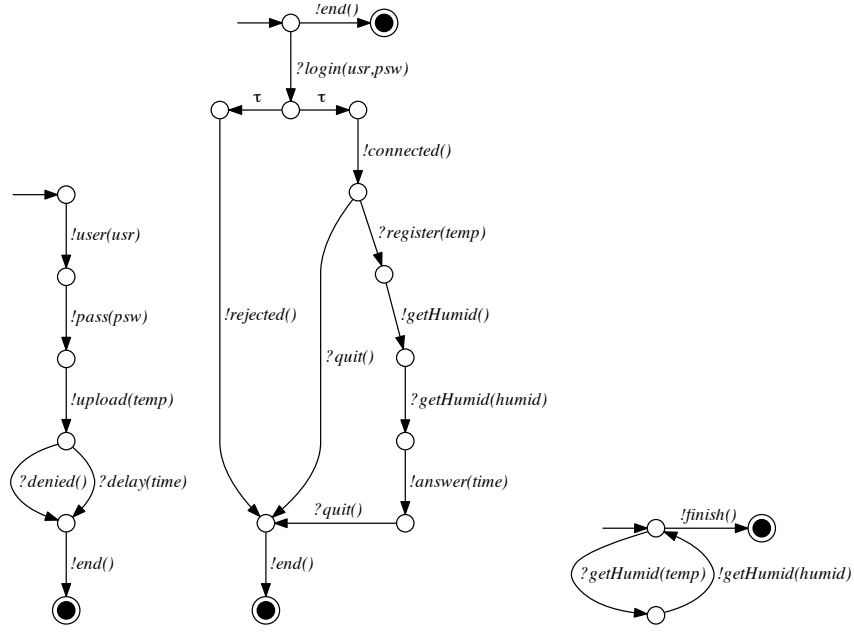 !end()
?login(usr,psw)
τ τ
!connected()
?register(temp)
!getHumid()
!rejected()
?quit()
?getHumid(humid)
!answer(time)
?quit()
!end()
!user(usr)
!pass(psw)
!upload(temp)
?denied() ?delay(time)
!end()
!finish()
?getHumid(temp) !getHumid(humid)